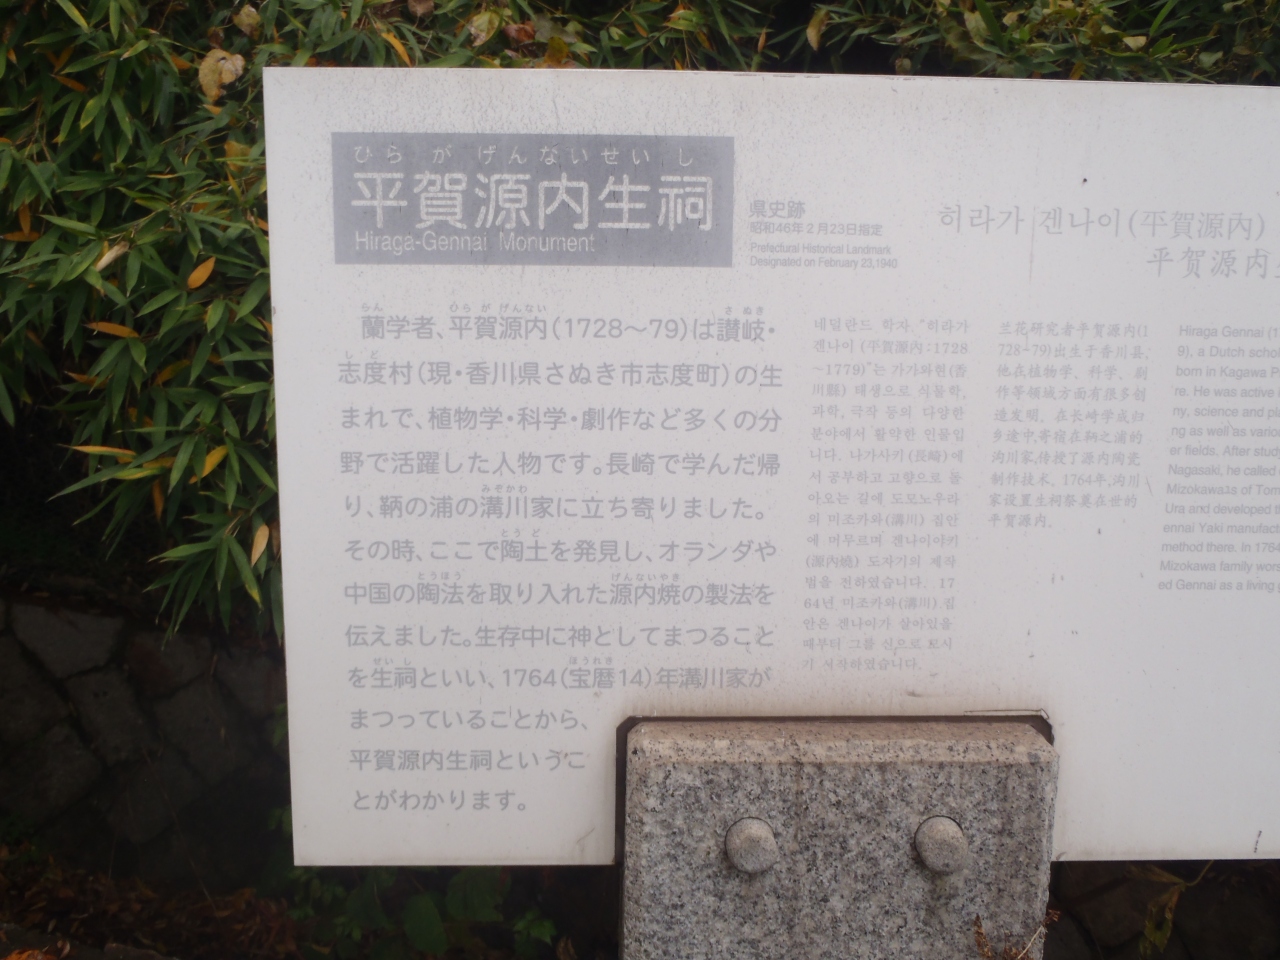 ひらがげんないせいし
平賀源内生祠
Hiraga-Gennai Monument
県史跡
昭和46年2月23日指定
Prefectural Historical Landmark
Designated on February 23,1940
らん ひらがげんない さぬき
蘭学者、平賀源内(1728〜79)は讃岐・
しど
志度村(現・香川県さぬき市志度町)の生
まれで、植物学・科学・劇作など多くの分
野で活躍した人物です。長崎で学んだ帰
みぞかわ
り、鞆の浦の溝川家に立ち寄りました。
とうど
その時、ここで陶土を発見し、オランダや
とうほう げんないやき
中国の陶法を取り入れた源内焼の製法を
伝えました。生存中に神としてまつること
せいし ほうれき
を生祠といい、1764(宝暦14)年溝川家が
まつっていることから、
平賀源内生祠というこ
とがわかります。
히라가 겐나이(平賀源内)
平贺源内
네덜란드 학자, "히라가
겐나이 (平賀源内:1728
~1779)"는 가가와현(香
川縣) 태생으로 식물학,
과학, 극작 등의 다양한
분야에서 활약한 인물입
니다. 나가사키(長崎)에
서 공부하고 고향으로 돌
아오는 길에 도모노우라
의 미조카와(溝川) 집안
에 머무르며 겐나이야키
(源内燒) 도자기의 제작
법을 전하였습니다. 17
64년, 미조카와(溝川) 집
안은 겐나이가 살아있을
때부터 그를 신으로 모시
기 시작하였습니다.
兰花研究者平贺源内(1
728-79)出生于香川县,
他在植物学、科学、剧
作等领域方面有很多创
造发明。在长崎学成归
乡途中,寄宿在鞆之浦的
沟川家,传授了源内陶瓷
制作技术。1764年,沟川
家设置生祠祭奠在世的
平贺源内。
Hiraga Gennai (1
9), a Dutch schol
born in Kagawa P
re. He was active
ny, science and pl
ng as well as variou
er fields. After study
Nagasaki, he called
Mizokawas of Tom
Ura and developed t
ennai Yaki manufact
method there. In 1764
Mizokawa family wors
ed Gennai as a living